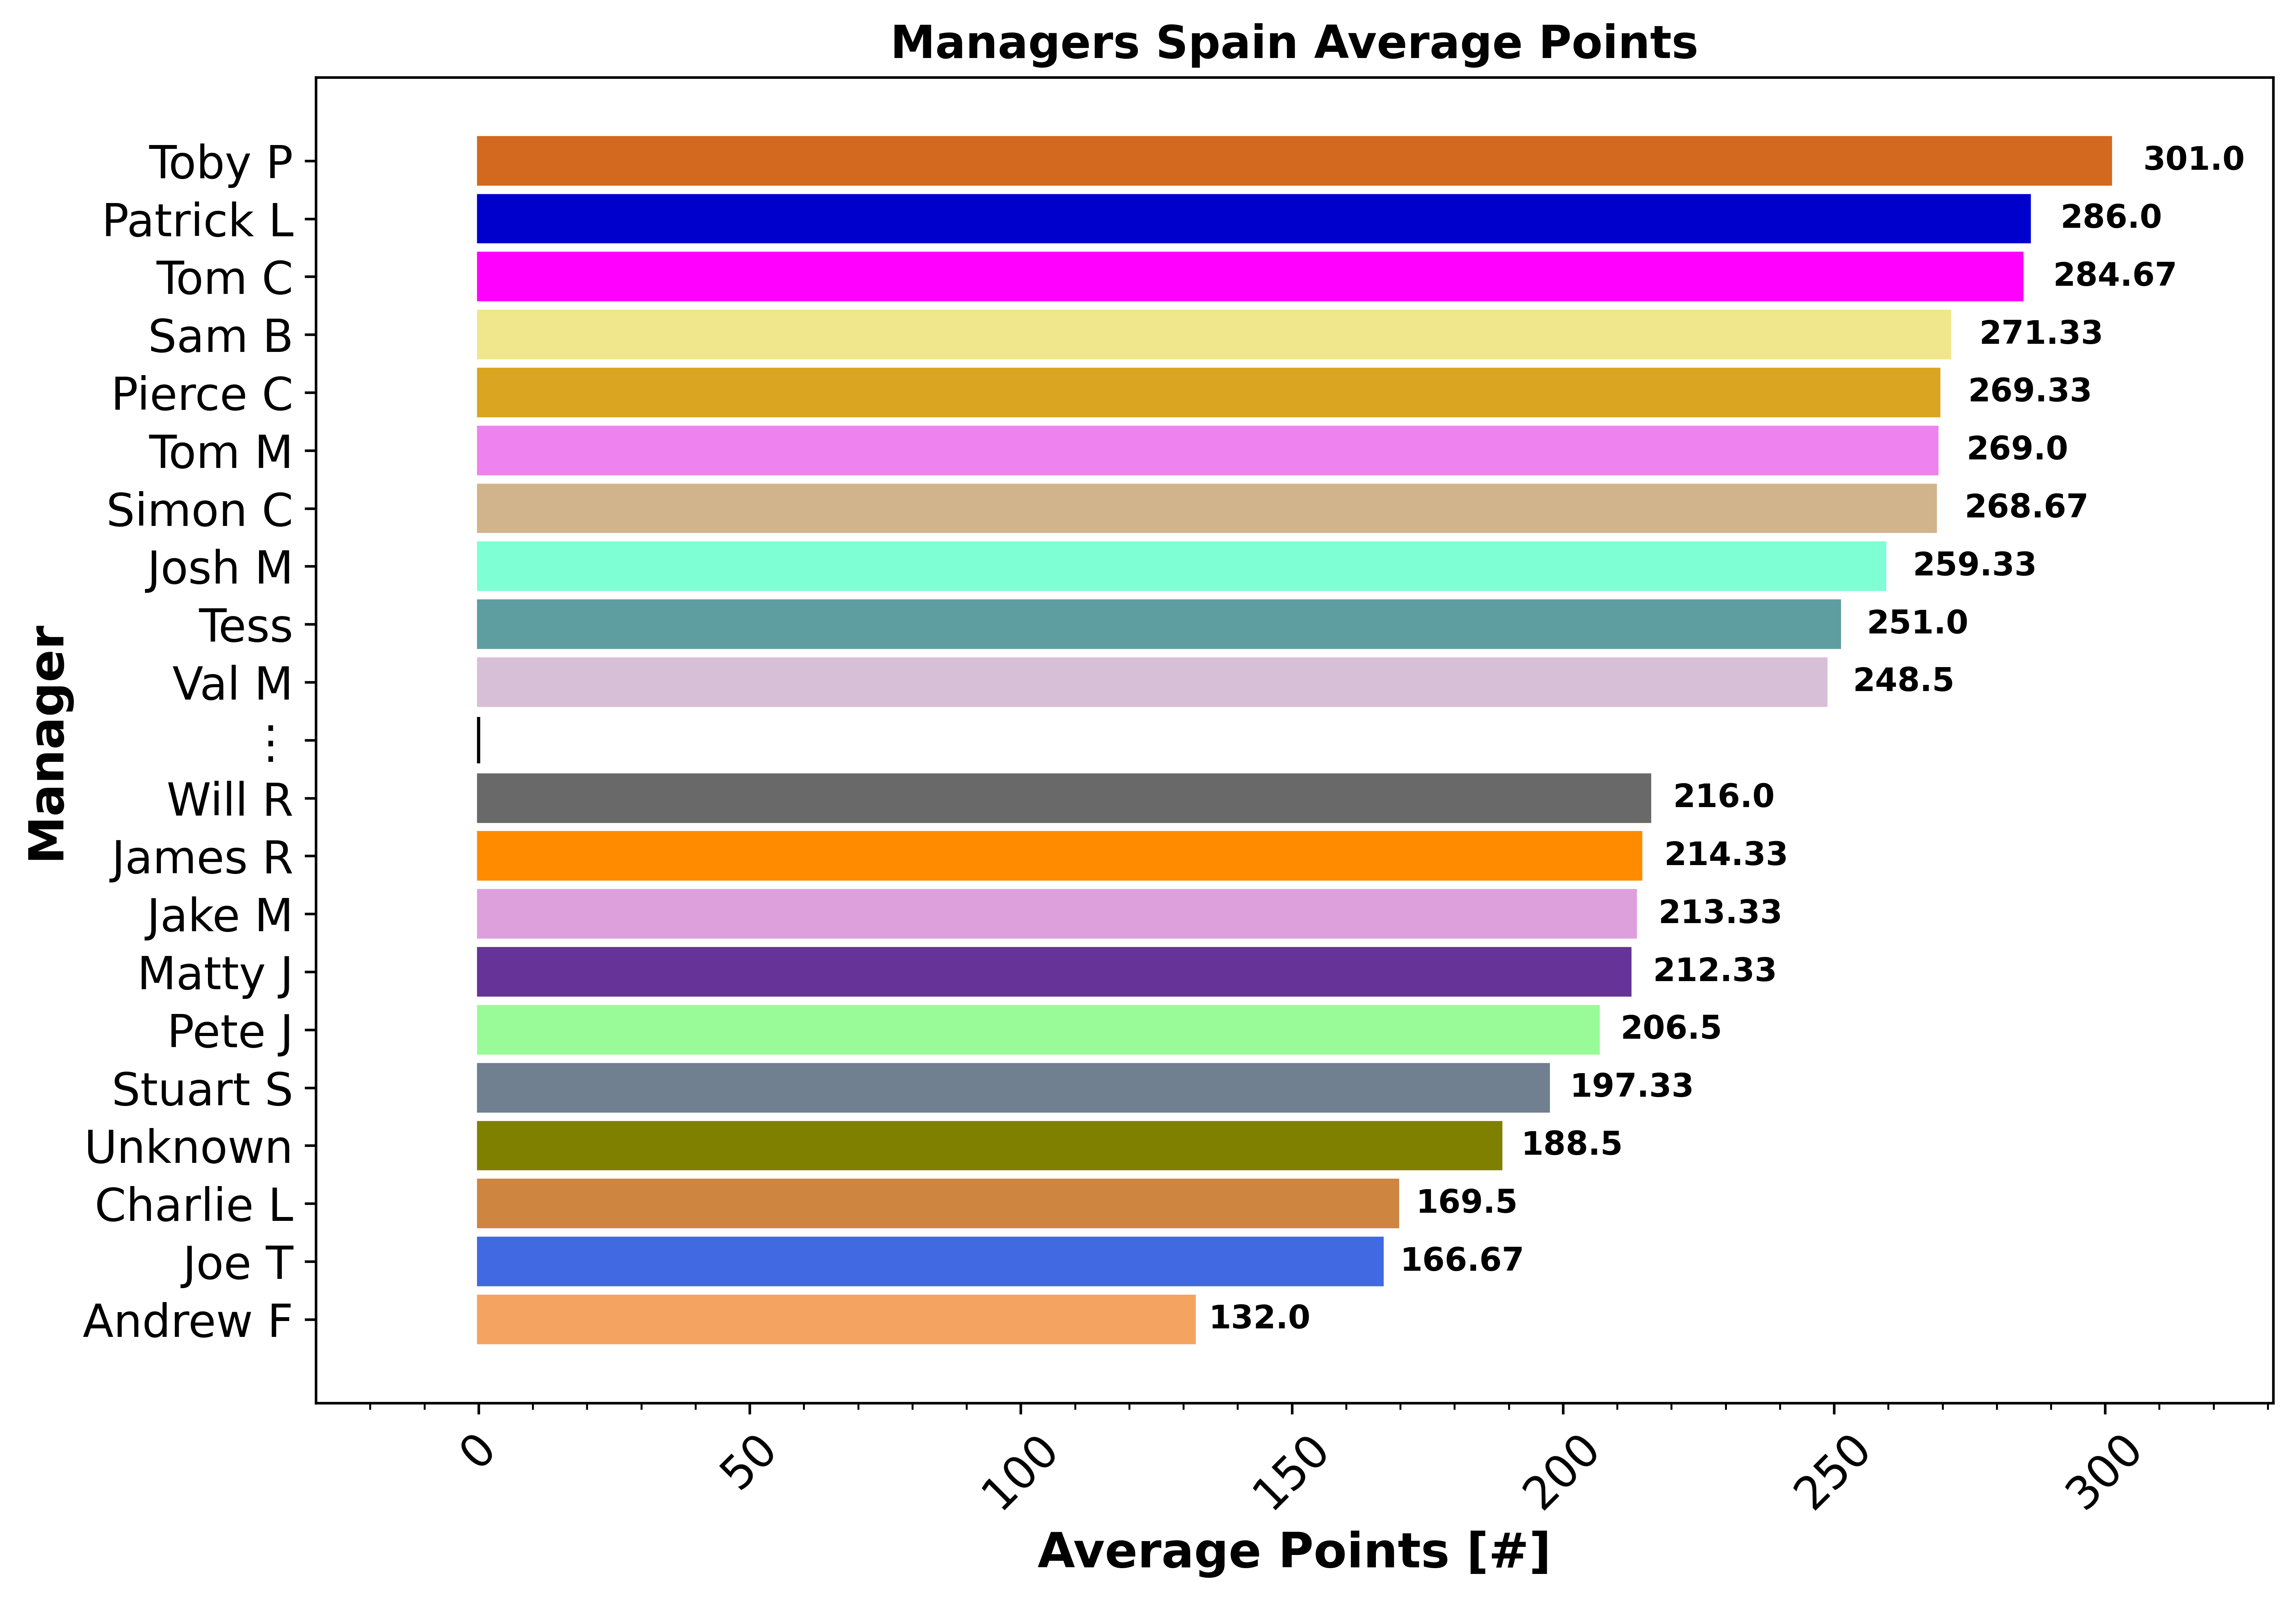 Managers Spain Average Points
Manager
Toby P 301.0
Patrick L 286.0
Tom C 284.67
Sam B 271.33
Pierce C 269.33
Tom M 269.0
Simon C 268.67
Josh M 259.33
Tess 251.0
Val M 248.5
⋮
Will R 216.0
James R 214.33
Jake M 213.33
Matty J 212.33
Pete J 206.5
Stuart S 197.33
Unknown 188.5
Charlie L 169.5
Joe T 166.67
Andrew F 132.0
0 50 100 150 200 250 300
Average Points [#]